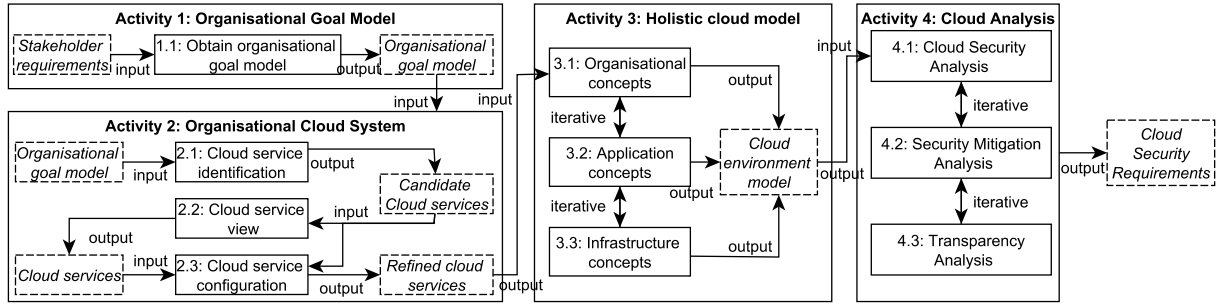 Activity 1: Organisational Goal Model
Stakeholder
requirements
input
1.1: Obtain organisational
goal model
output
Organisational
goal model
input
input
Activity 2: Organisational Cloud System
Organisational
goal model
input
2.1: Cloud service
identification
output
Candidate
Cloud services
2.2: Cloud service
view
input
output
Cloud services
input
2.3: Cloud service
configuration
output
Refined cloud
services
output
Activity 3: Holistic cloud model
3.1: Organisational
concepts
output
iterative
3.2: Application
concepts
output
Cloud
environment
model
iterative
3.3: Infrastructure
concepts
output
output
input
Activity 4: Cloud Analysis
4.1: Cloud Security
Analysis
iterative
4.2: Security Mitigation
Analysis
iterative
4.3: Transparency
Analysis
output
Cloud
Security
Requirements